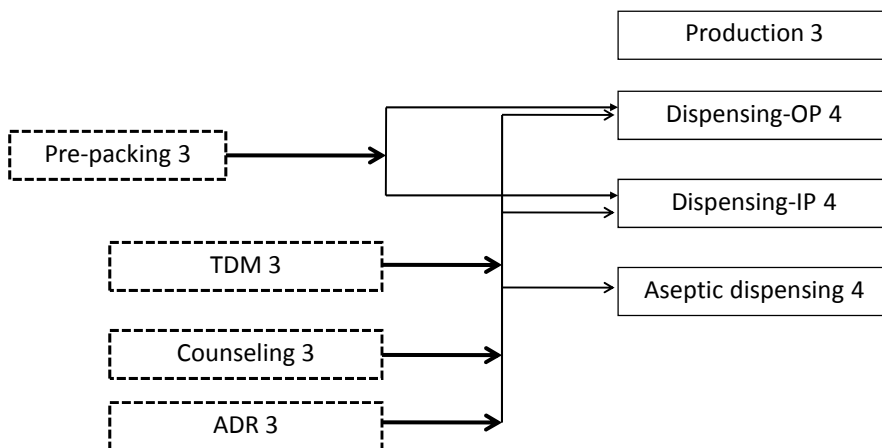 Production 3
Dispensing-OP 4
Pre-packing 3
Dispensing-IP 4
TDM 3
Aseptic dispensing 4
Counseling 3
ADR 3